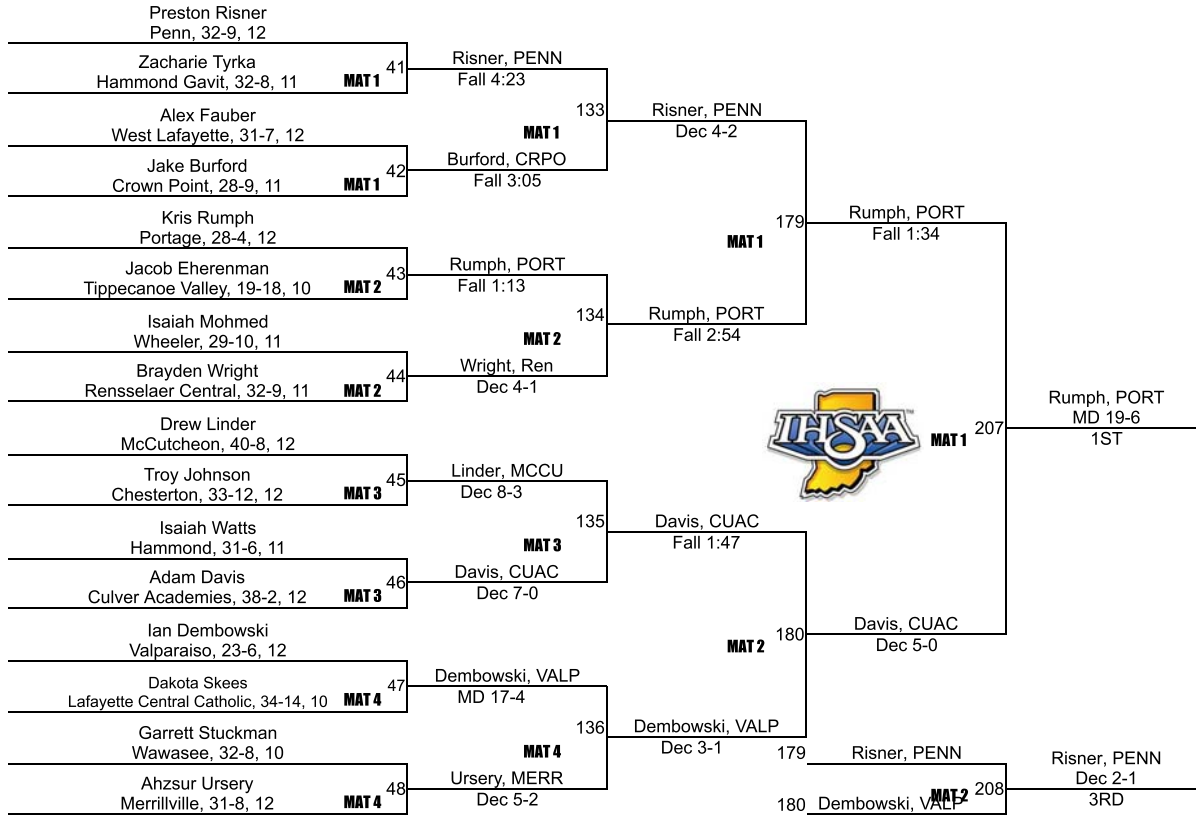 Preston Risner
Penn, 32-9, 12
Zacharie Tyrka
Hammond Gavit, 32-8, 11
MAT 1
41
Alex Fauber
West Lafayette, 31-7, 12
Jake Burford
Crown Point, 28-9, 11
MAT 1
42
Kris Rumph
Portage, 28-4, 12
Jacob Eherenman
Tippecanoe Valley, 19-18, 10
MAT 2
43
Isaiah Mohmed
Wheeler, 29-10, 11
Brayden Wright
Rensselaer Central, 32-9, 11
MAT 2
44
Drew Linder
McCutcheon, 40-8, 12
Troy Johnson
Chesterton, 33-12, 12
MAT 3
45
Isaiah Watts
Hammond, 31-6, 11
Adam Davis
Culver Academies, 38-2, 12
MAT 3
46
Ian Dembowski
Valparaiso, 23-6, 12
Dakota Skees
Lafayette Central Catholic, 34-14, 10
MAT 4
47
Garrett Stuckman
Wawasee, 32-8, 10
Ahzsur Ursery
Merrillville, 31-8, 12
MAT 4
48
Risner, PENN
Fall 4:23
133
MAT 1
Burford, CRPO
Fall 3:05
Rumph, PORT
Fall 1:13
134
MAT 2
Wright, Ren
Dec 4-1
Linder, MCCU
Dec 8-3
135
MAT 3
Davis, CUAC
Dec 7-0
Dembowski, VALP
MD 17-4
136
MAT 4
Ursery, MERR
Dec 5-2
Risner, PENN
Dec 4-2
179
MAT 1
Rumph, PORT
Fall 2:54
Davis, CUAC
Fall 1:47
180
MAT 2
Dembowski, VALP
Dec 3-1
Rumph, PORT
Fall 1:34
IHSAA
TM
MAT 1
207
Davis, CUAC
Dec 5-0
Rumph, PORT
MD 19-6
1ST
179
Risner, PENN
180
Dembowski, VALP
MAT 2
208
Risner, PENN
Dec 2-1
3RD